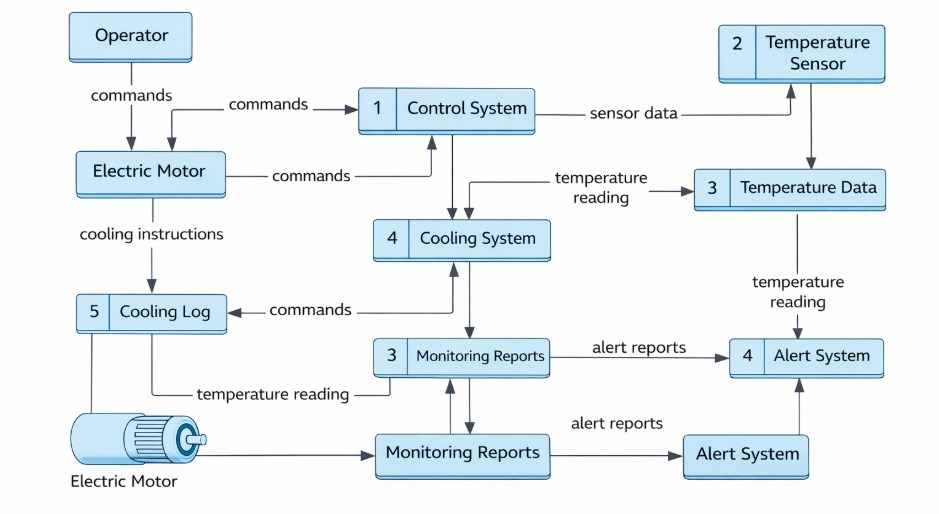 Operator
2 Temperature
Sensor
commands
commands
1 Control System
sensor data
Electric Motor
commands
temperature
reading
3 Temperature Data
cooling instructions
4 Cooling System
temperature
reading
5 Cooling Log
commands
3 Monitoring Reports
alert reports
4 Alert System
temperature reading
alert reports
Monitoring Reports
Alert System
Electric Motor